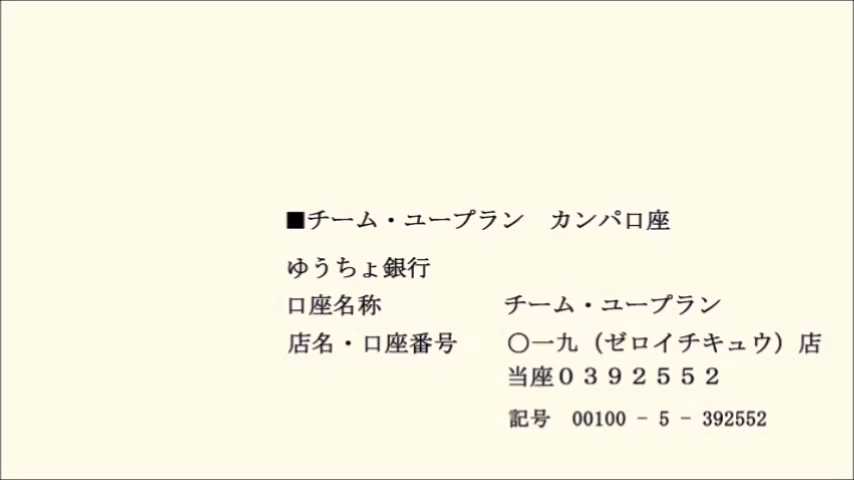 ■チーム・ユープラン　カンパ口座
ゆうちょ銀行
口座名称　チーム・ユープラン
店名・口座番号　〇一九（ゼロイチキュウ）店
当座０３９２５５２
記号　00100 － 5 － 392552